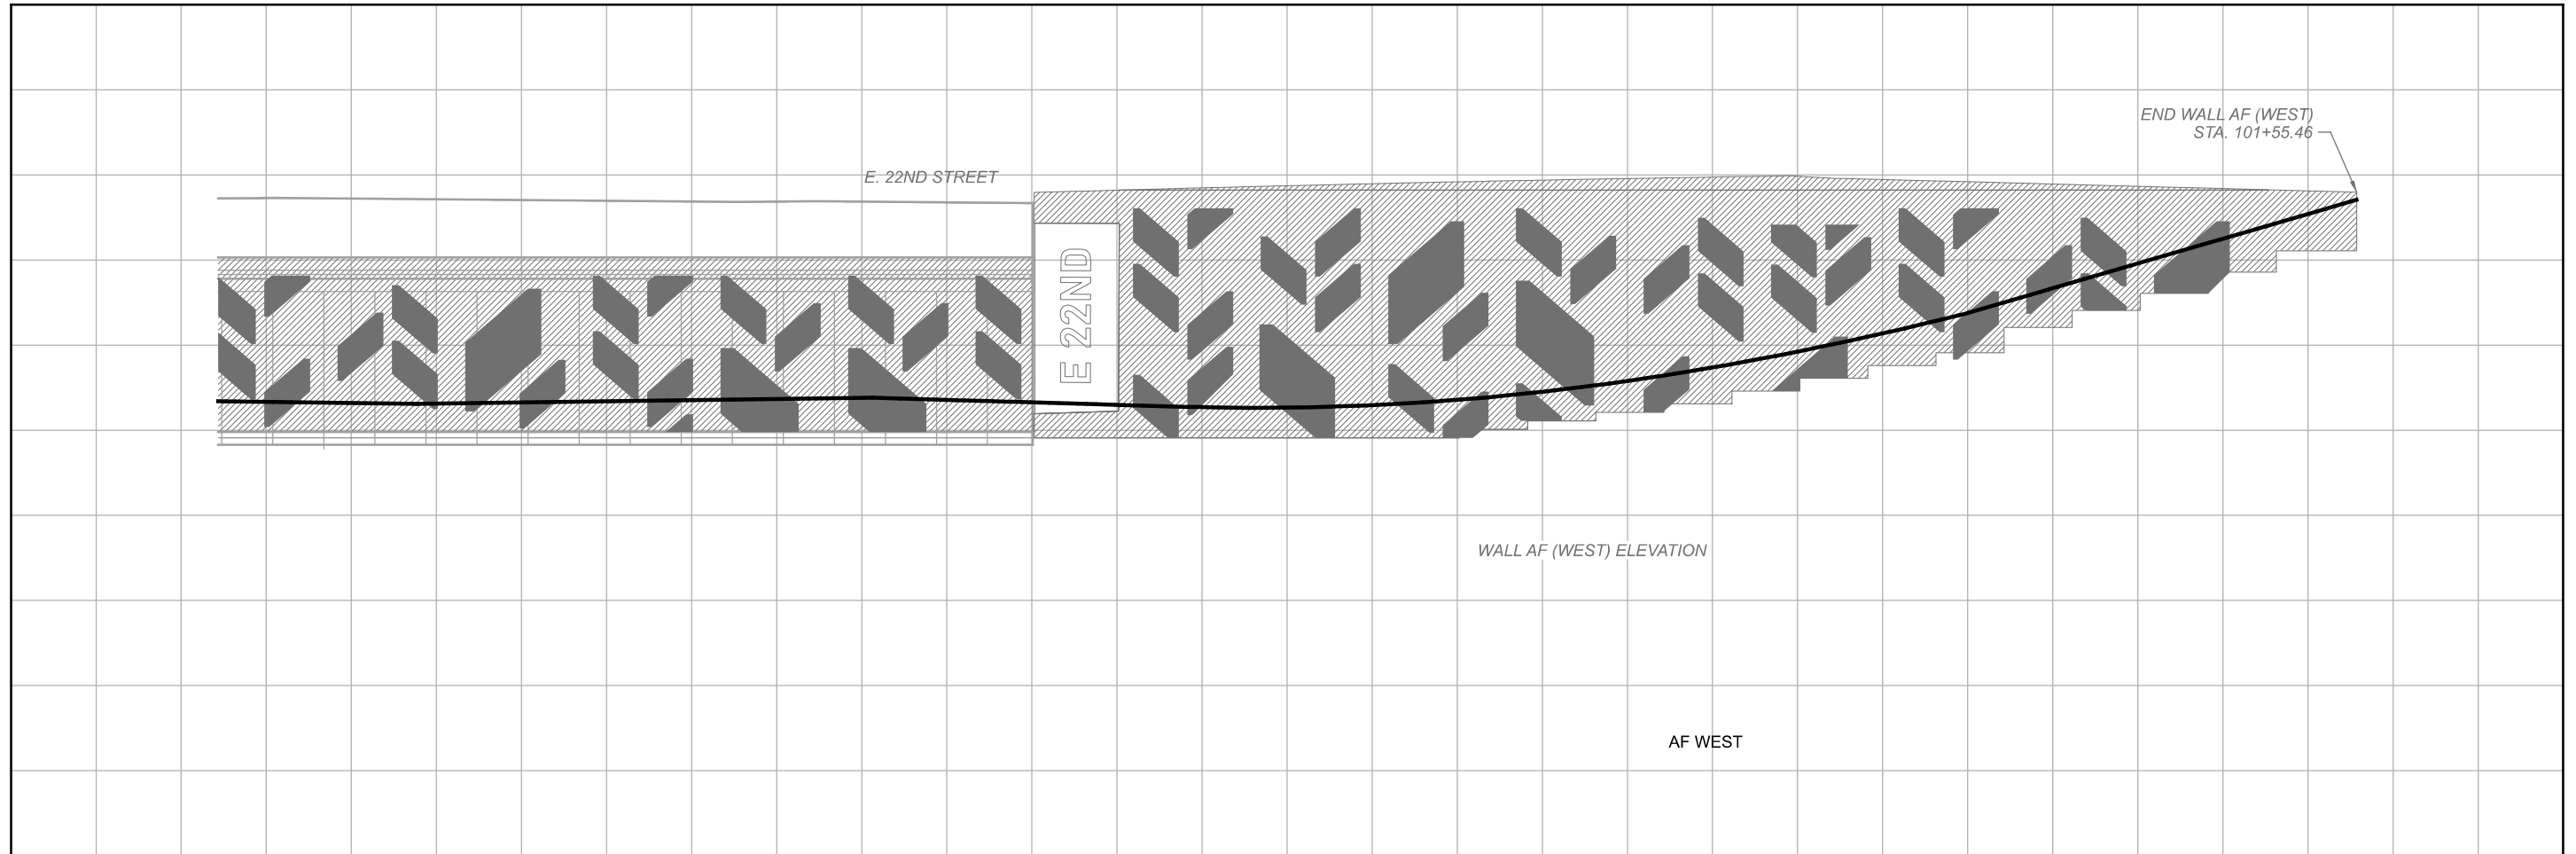 END WALL AF (WEST)
STA. 101+55.46
E. 22ND STREET
E 22ND
WALL AF (WEST) ELEVATION
AF WEST